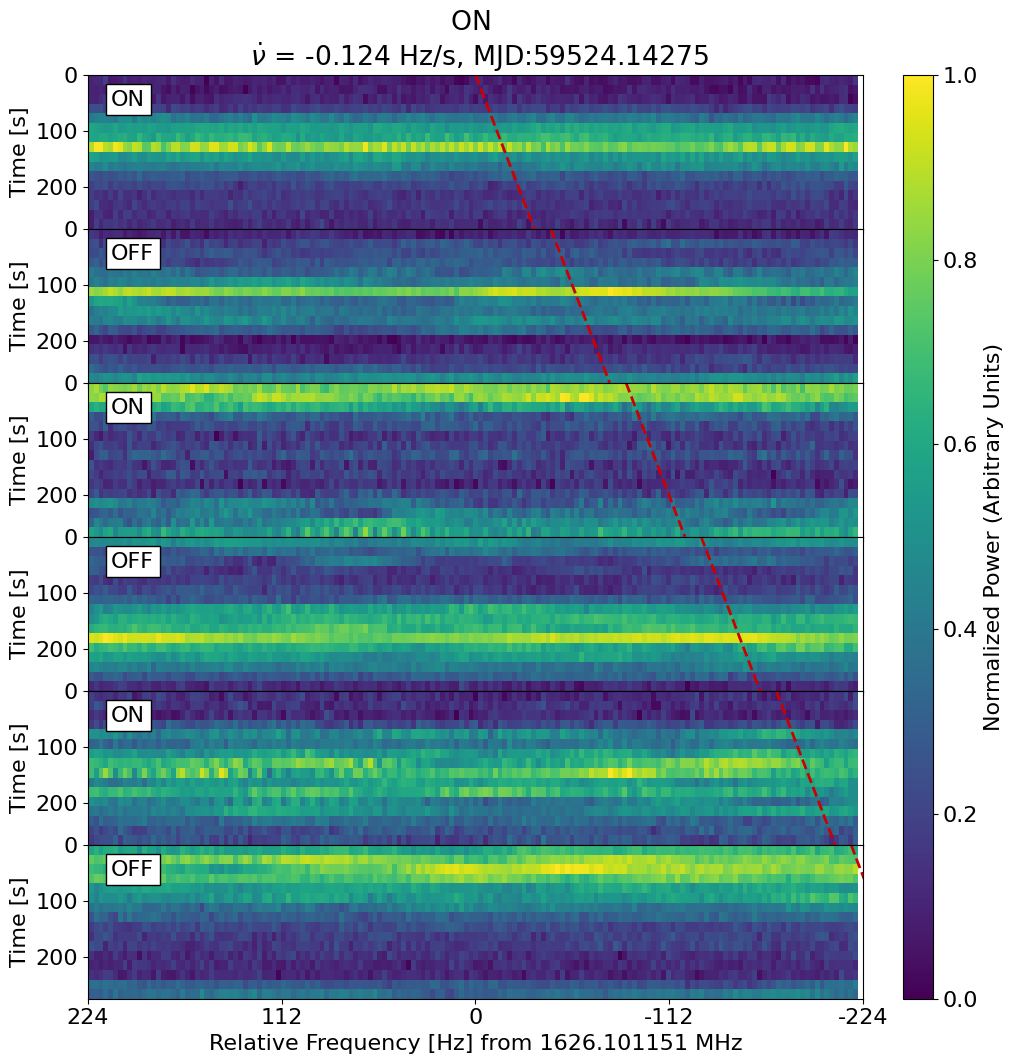 ON
ν̇ = -0.124 Hz/s, MJD:59524.14275
0
100
200
Time [s]
ON
0
100
200
Time [s]
OFF
0
100
200
Time [s]
ON
0
100
200
Time [s]
OFF
0
100
200
Time [s]
ON
0
100
200
Time [s]
OFF
224 112 0 -112 -224
Relative Frequency [Hz] from 1626.101151 MHz
1.0
0.8
0.6
0.4
0.2
0.0
Normalized Power (Arbitrary Units)